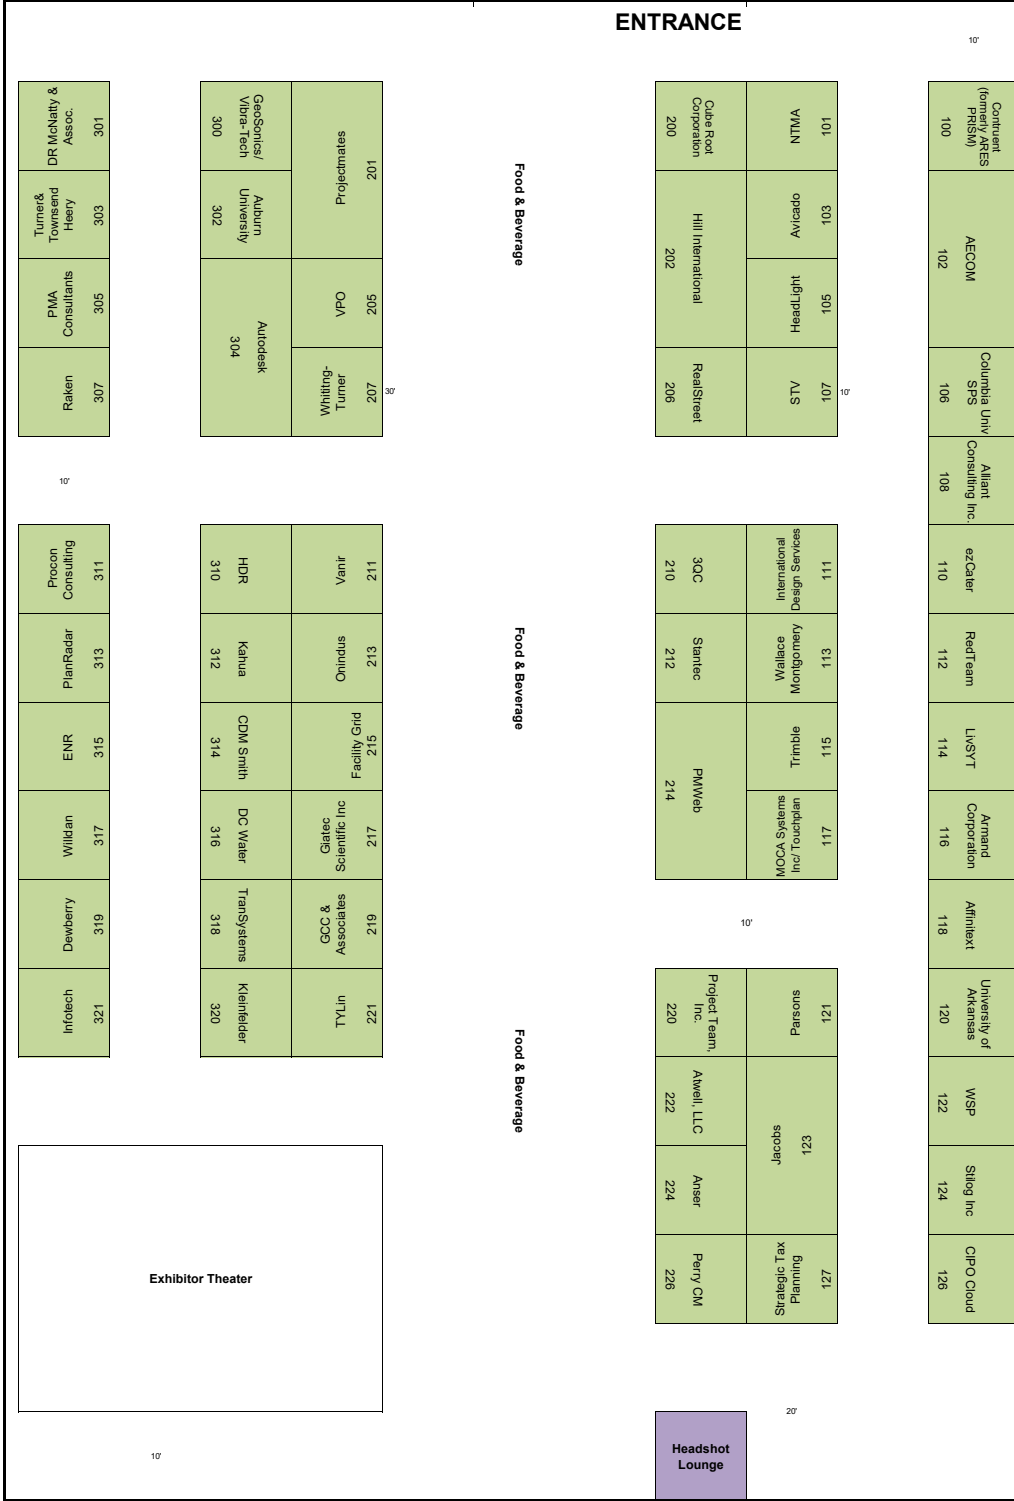 ENTRANCE
10'
DR McNatty &
Assoc.
301
Turner&
Townsend
Heery
303
PMA
Consultants
305
Raken
307
GeoSonics/
Vibra-Tech
300
Auburn
University
302
Autodesk
304
Projectmates
201
VPO
205
Whititng-
Turner
207
30'
Food & Beverage
Cube Root
Corporation
200
Hill International
202
RealStreet
206
NTMA
101
Avicado
103
HeadLight
105
STV
107
10'
Contruent
(formerly ARES
PRISM)
100
AECOM
102
Columbia Univ
SPS
106
Alliant
Consulting Inc.
108
10'
Procon
Consulting
311
PlanRadar
313
ENR
315
Willdan
317
Dewberry
319
Infotech
321
HDR
310
Kahua
312
CDM Smith
314
DC Water
316
TranSystems
318
Kleinfelder
320
Vanir
211
Onindus
213
Facility Grid
215
Giatec
Scientific Inc
217
GCC &
Associates
219
TYLin
221
Food & Beverage
3QC
210
Stantec
212
PMWeb
214
International
Design Services
111
Wallace
Montgomery
113
Trimble
115
MOCA Systems
Inc/ Touchplan
117
ezCater
110
RedTeam
112
LivSYT
114
Armand
Corporation
116
Affinitext
118
10'
Food & Beverage
Project Team,
Inc.
220
Atwell, LLC
222
Anser
224
Perry CM
226
Parsons
121
Jacobs
123
Strategic Tax
Planning
127
University of
Arkansas
120
WSP
122
Stilog Inc
124
CIPO Cloud
126
Exhibitor Theater
20'
Headshot
Lounge
10'